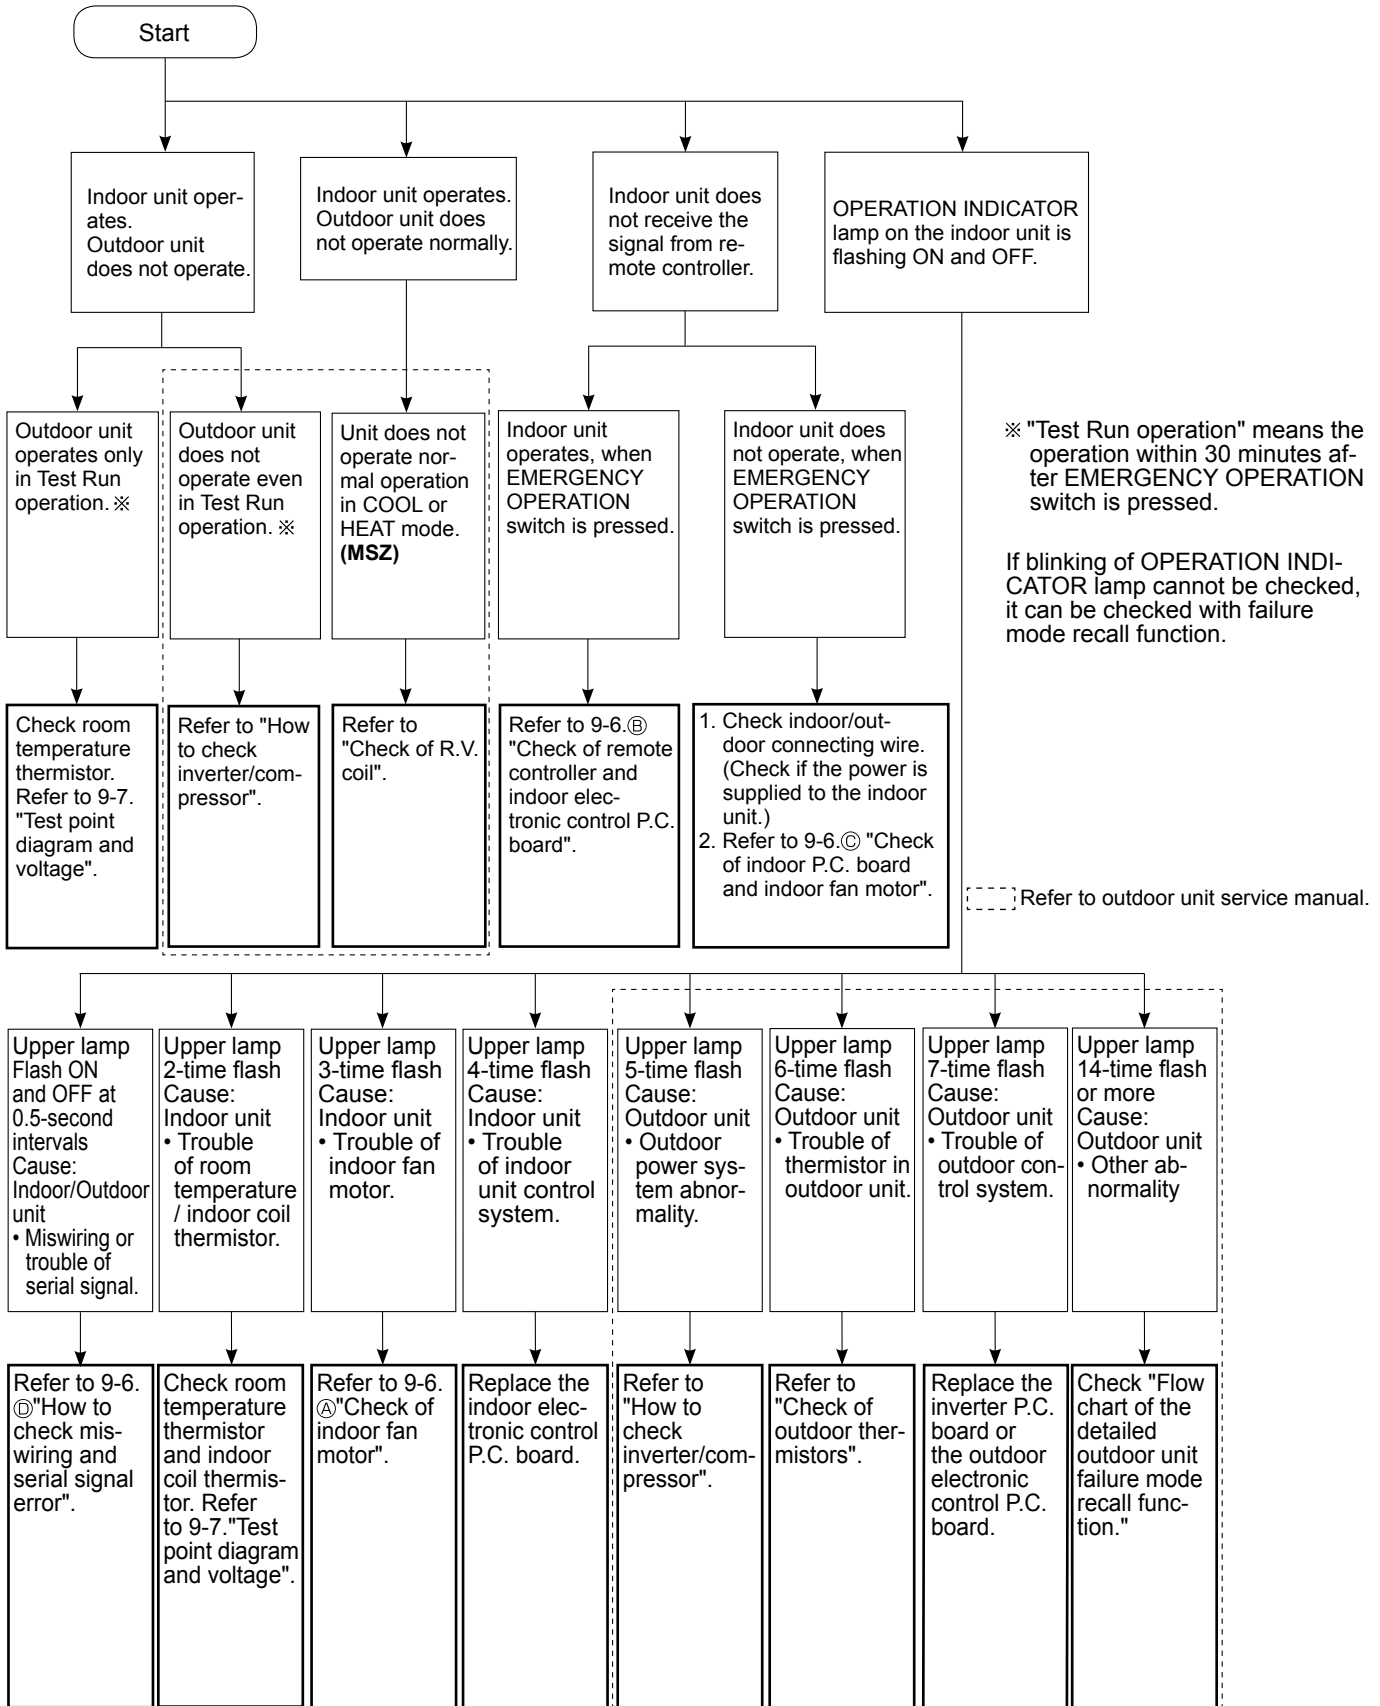 Start
Indoor unit oper-
ates.
Outdoor unit
does not operate.
Indoor unit operates.
Outdoor unit does
not operate normally.
Indoor unit does
not receive the
signal from re-
mote controller.
OPERATION INDICATOR
lamp on the indoor unit is
flashing ON and OFF.
Outdoor unit
operates only
in Test Run
operation. ※
Outdoor unit
does not
operate even
in Test Run
operation. ※
Unit does not
operate nor-
mal operation
in COOL or
HEAT mode.
(MSZ)
Indoor unit
operates, when
EMERGENCY
OPERATION
switch is pressed.
Indoor unit does
not operate, when
EMERGENCY
OPERATION
switch is pressed.
※ "Test Run operation" means the
operation within 30 minutes af-
ter EMERGENCY OPERATION
switch is pressed.
If blinking of OPERATION INDI-
CATOR lamp cannot be checked,
it can be checked with failure
mode recall function.
Check room
temperature
thermistor.
Refer to 9-7.
"Test point
diagram and
voltage".
Refer to "How
to check
inverter/com-
pressor".
Refer to
"Check of R.V.
coil".
Refer to 9-6.Ⓑ
"Check of remote
controller and
indoor elec-
tronic control P.C.
board".
1. Check indoor/out-
door connecting wire.
(Check if the power is
supplied to the indoor
unit.)
2. Refer to 9-6.Ⓒ "Check
of indoor P.C. board
and indoor fan motor".
Refer to outdoor unit service manual.
Upper lamp
Flash ON
and OFF at
0.5-second
intervals
Cause:
Indoor/Outdoor
unit
• Miswiring or
trouble of
serial signal.
Upper lamp
2-time flash
Cause:
Indoor unit
• Trouble
of room
temperature
/ indoor coil
thermistor.
Upper lamp
3-time flash
Cause:
Indoor unit
• Trouble of
indoor fan
motor.
Upper lamp
4-time flash
Cause:
Indoor unit
• Trouble
of indoor
unit control
system.
Upper lamp
5-time flash
Cause:
Outdoor unit
• Outdoor
power sys-
tem abnor-
mality.
Upper lamp
6-time flash
Cause:
Outdoor unit
• Trouble of
thermistor in
outdoor unit.
Upper lamp
7-time flash
Cause:
Outdoor unit
• Trouble of
outdoor con-
trol system.
Upper lamp
14-time flash
or more
Cause:
Outdoor unit
• Other ab-
normality
Refer to 9-6.
Ⓓ"How to
check mis-
wiring and
serial signal
error".
Check room
temperature
thermistor
and indoor
coil thermis-
tor. Refer
to 9-7."Test
point diagram
and voltage".
Refer to 9-6.
Ⓐ"Check of
indoor fan
motor".
Replace the
indoor elec-
tronic control
P.C. board.
Refer to
"How to
check
inverter/com-
pressor".
Refer to
"Check of
outdoor ther-
mistors".
Replace the
inverter P.C.
board or
the outdoor
electronic
control P.C.
board.
Check "Flow
chart of the
detailed
outdoor unit
failure mode
recall func-
tion."